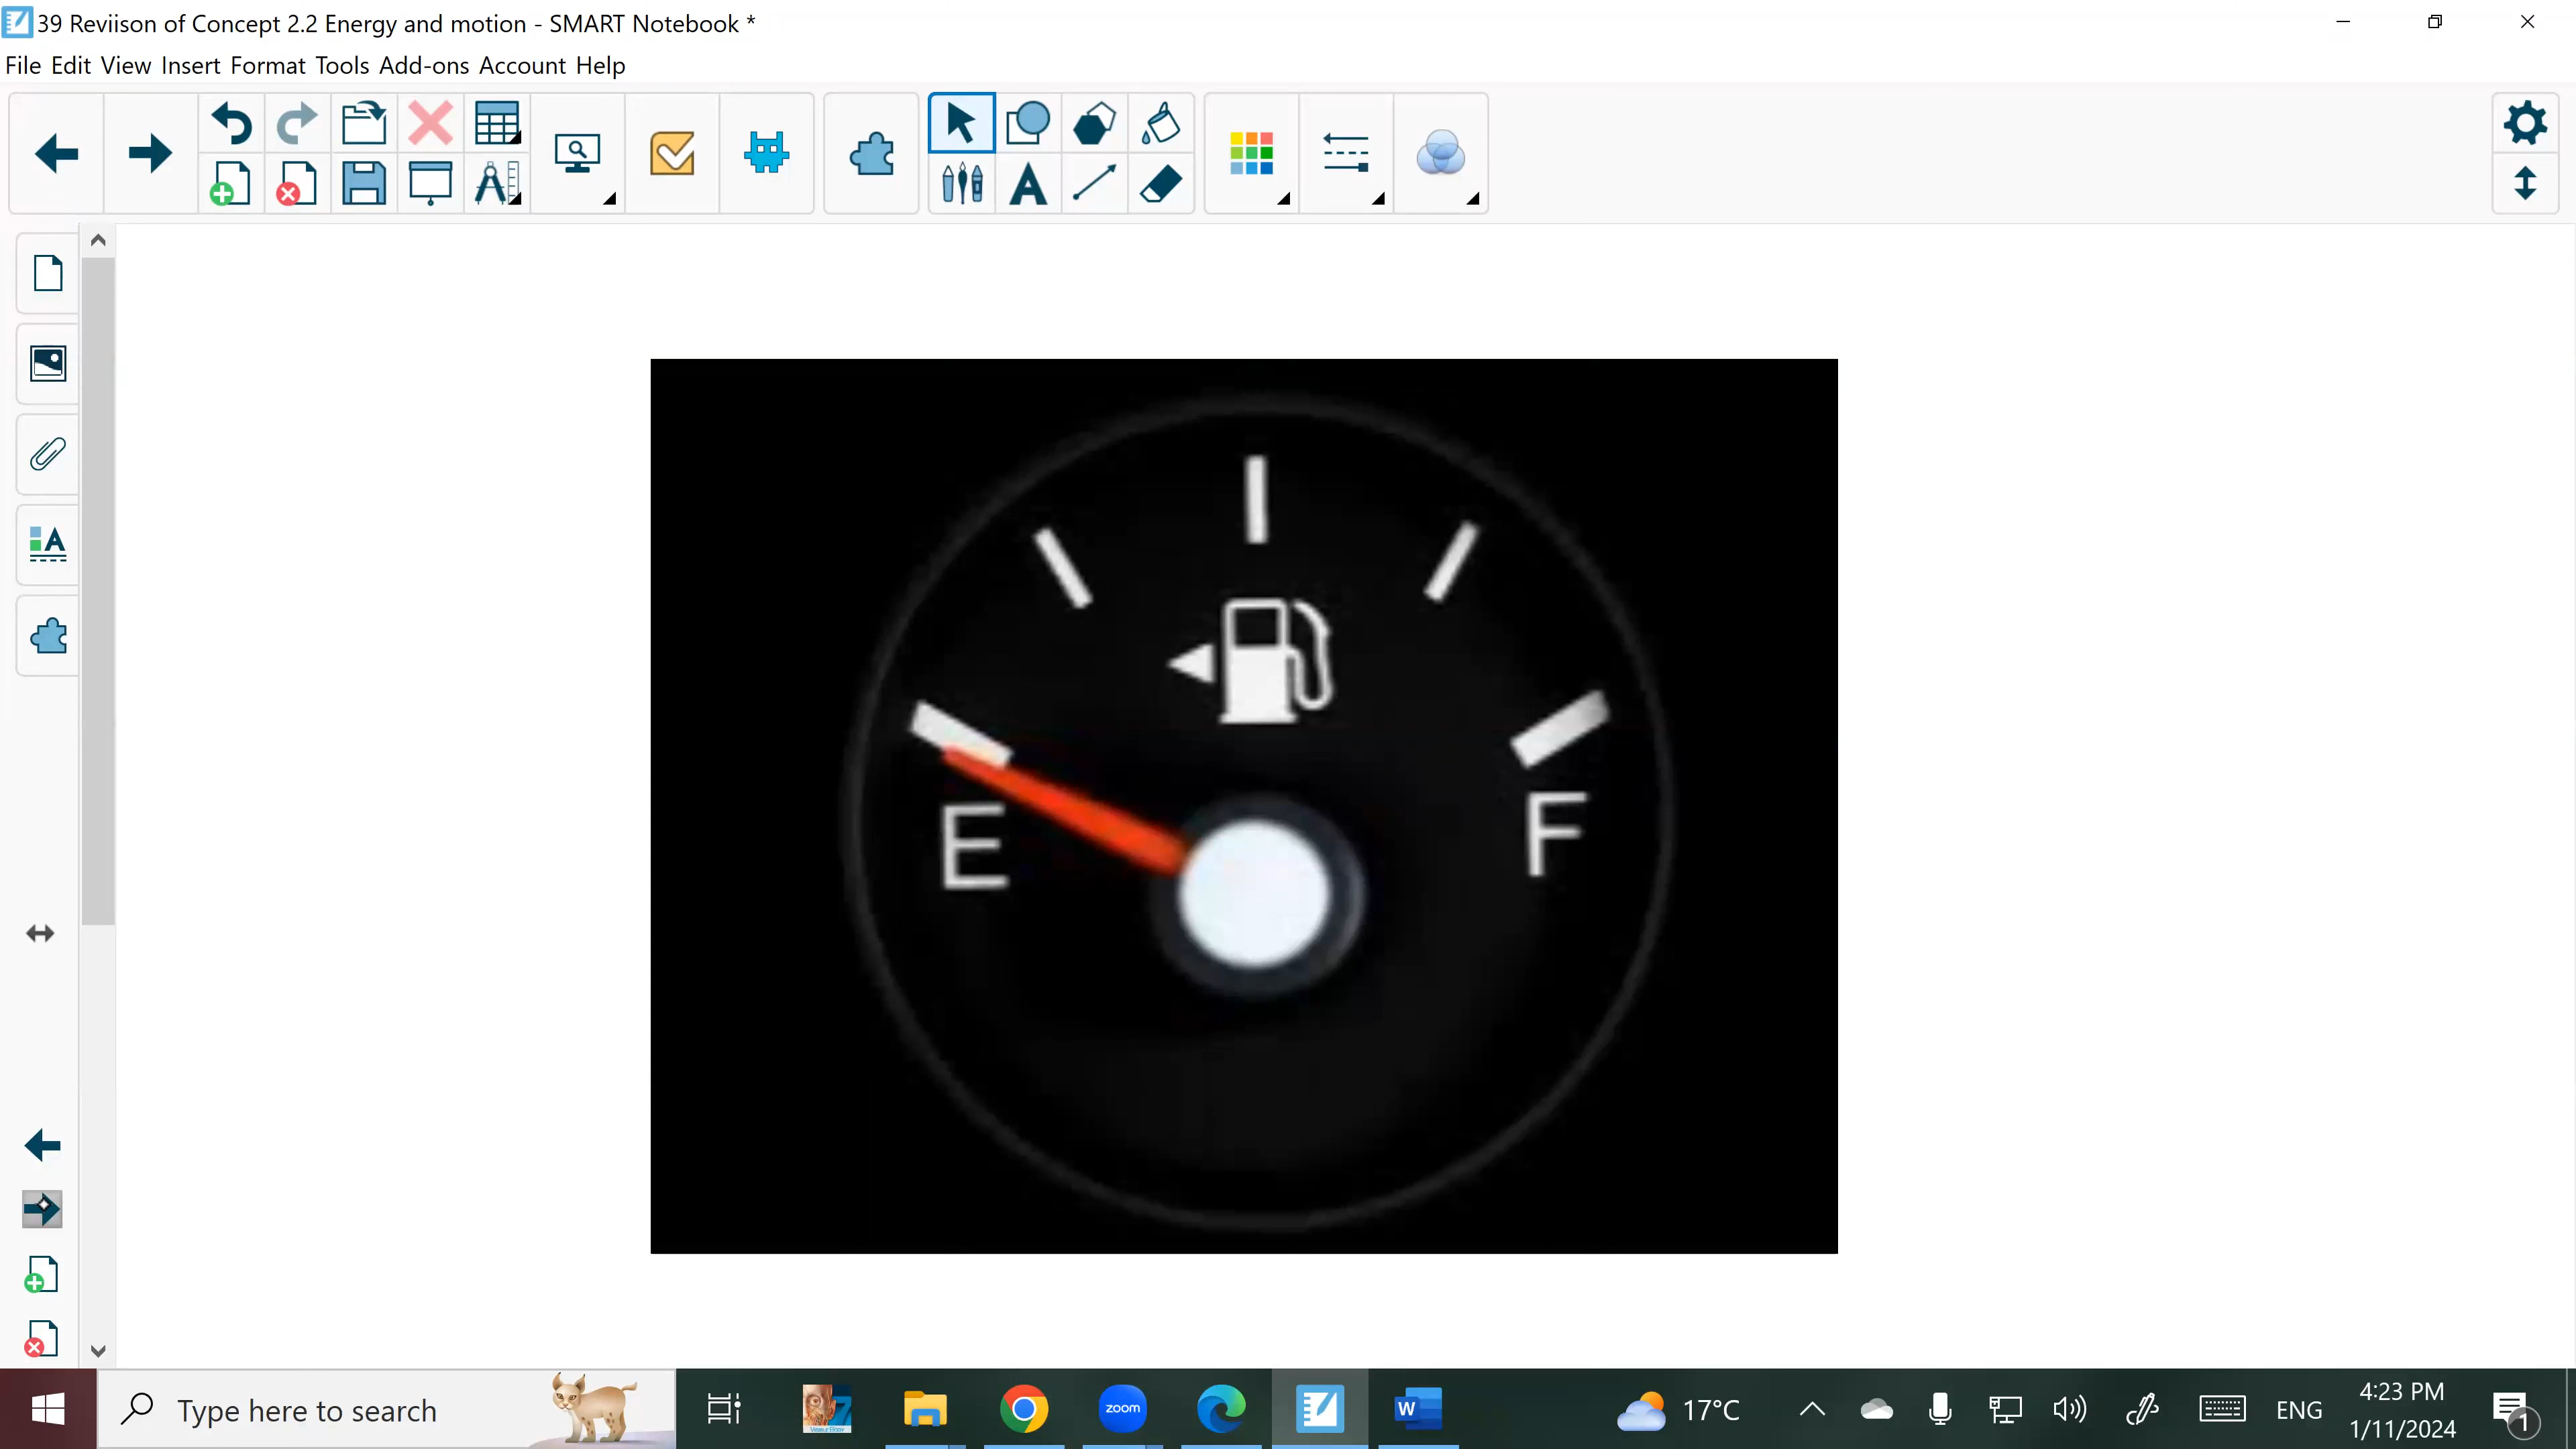 39 Reviison of Concept 2.2 Energy and motion - SMART Notebook *
File Edit View Insert Format Tools Add-ons Account Help
E
F
Type here to search
zoom
W
17°C
ENG
4:23 PM
1/11/2024
1